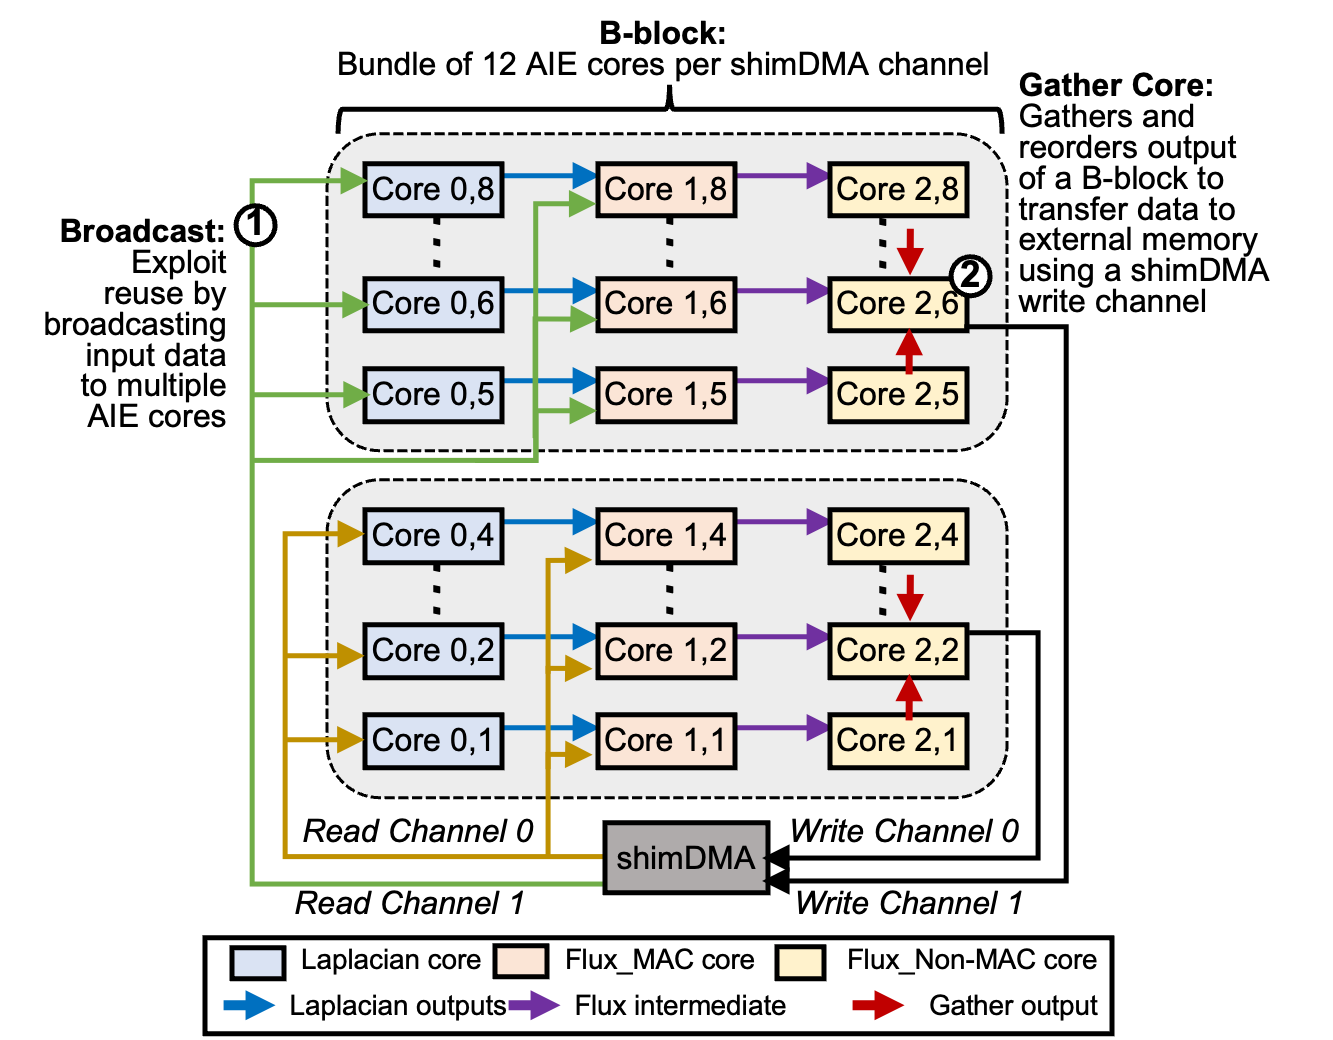 B-block:
Bundle of 12 AIE cores per shimDMA channel
Gather Core:
Gathers and
reorders output
of a B-block to
transfer data to
external memory
using a shimDMA
write channel
1
Broadcast:
Exploit
reuse by
broadcasting
input data
to multiple
AIE cores
Core 0,8
Core 1,8
Core 2,8
2
Core 0,6
Core 1,6
Core 2,6
Core 0,5
Core 1,5
Core 2,5
Core 0,4
Core 1,4
Core 2,4
Core 0,2
Core 1,2
Core 2,2
Core 0,1
Core 1,1
Core 2,1
Read Channel 0
shimDMA
Write Channel 0
Read Channel 1
Write Channel 1
Laplacian core
Flux_MAC core
Flux_Non-MAC core
Laplacian outputs
Flux intermediate
Gather output